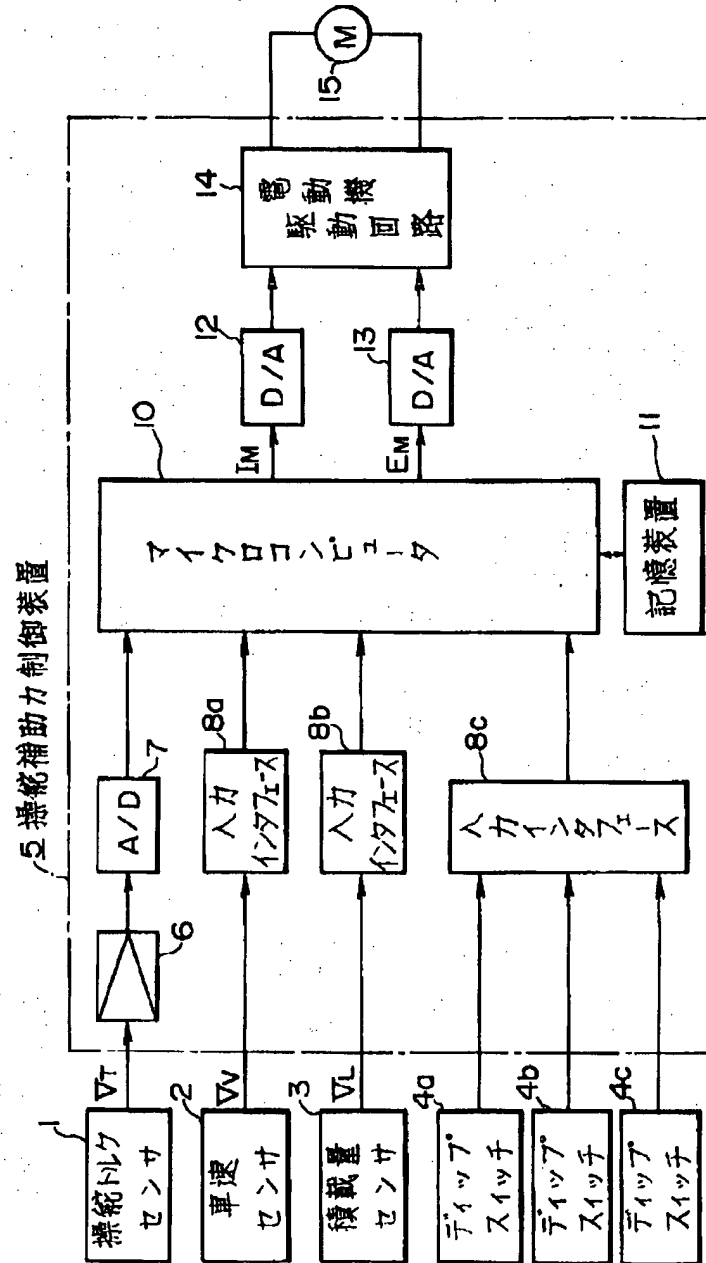 5 操舵補助力制御装置
1
操舵トルク
センサ
VT
6
7
A/D
2
車速
センサ
VV
8a
入力
インタフェース
3
積載量
センサ
VL
8b
入力
インタフェース
4a
ディップ
スイッチ
4b
ディップ
スイッチ
4c
ディップ
スイッチ
8c
入力
インタフェース
10
マイクロコンピュータ
11
記憶装置
IM
12
D/A
EM
13
D/A
14
電動機
駆動回路
15
M